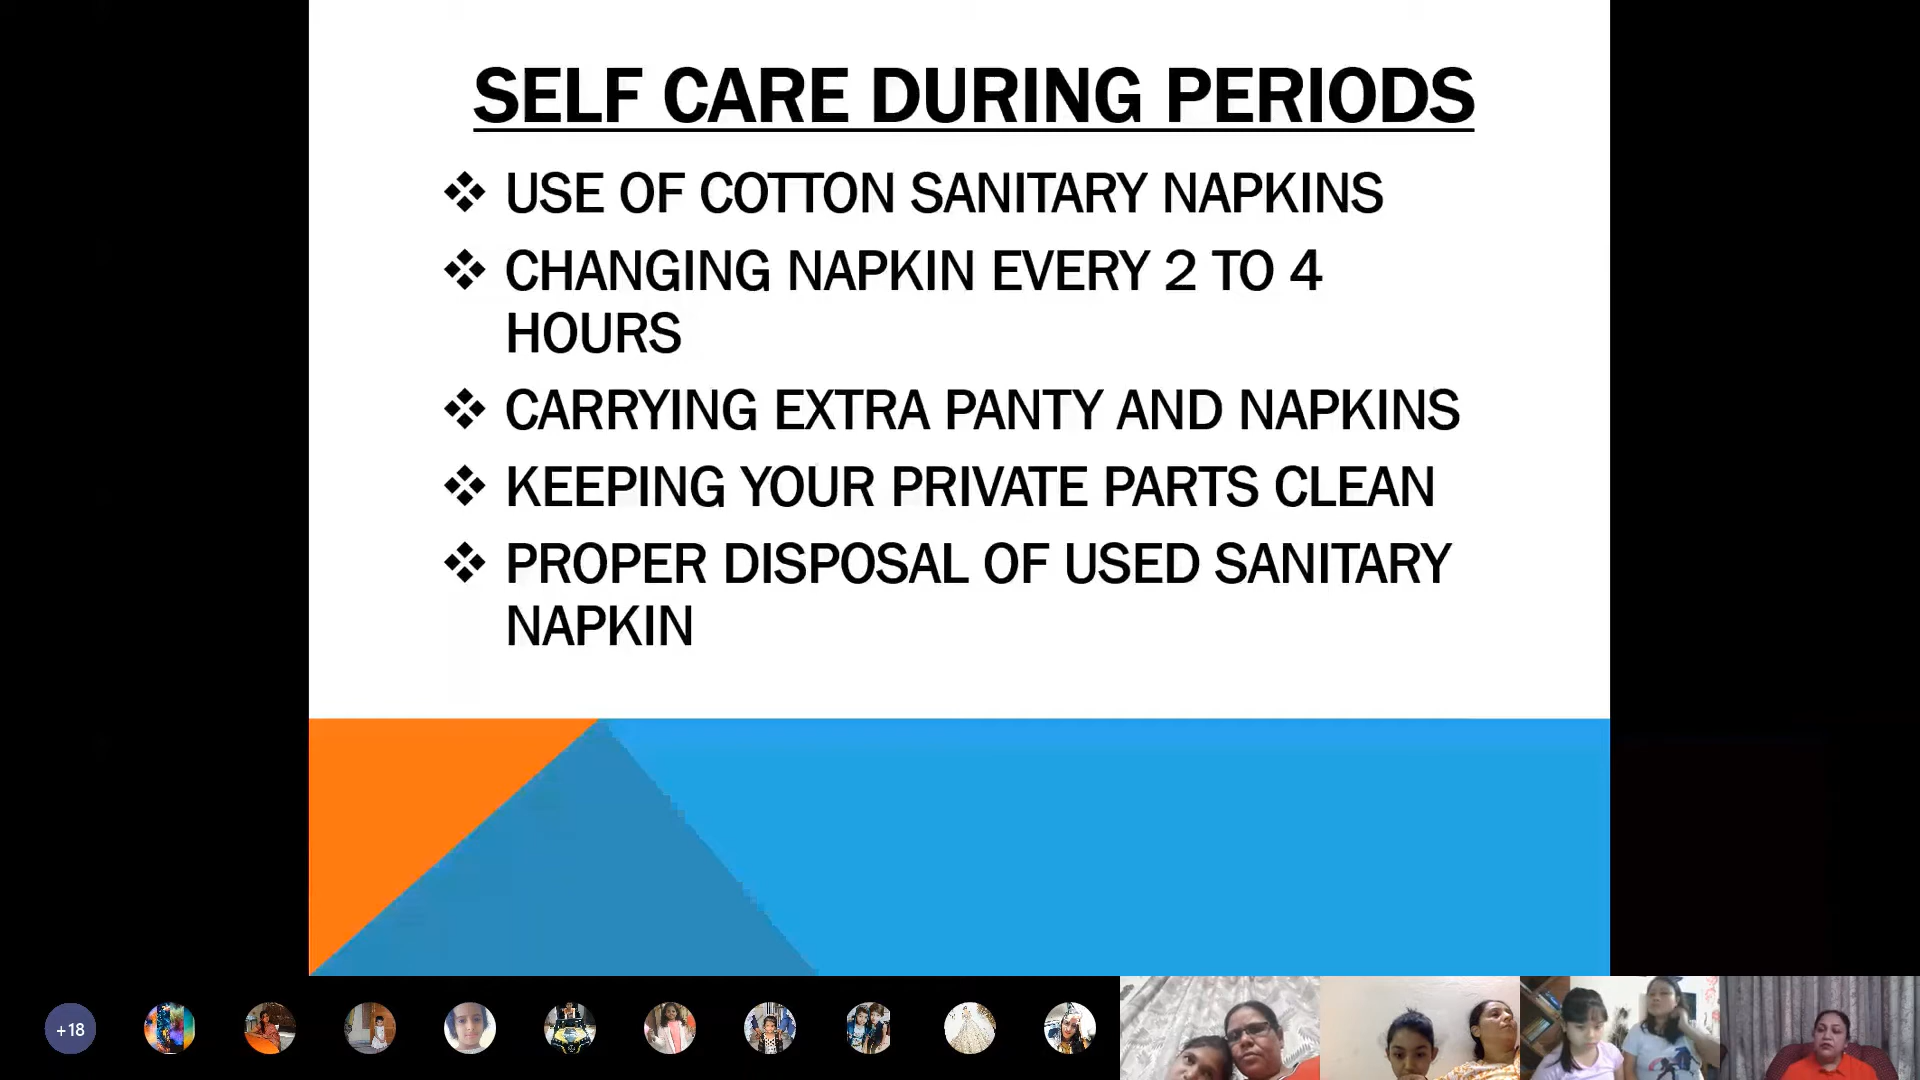 SELF CARE DURING PERIODS
❖ USE OF COTTON SANITARY NAPKINS
❖ CHANGING NAPKIN EVERY 2 TO 4
HOURS
❖ CARRYING EXTRA PANTY AND NAPKINS
❖ KEEPING YOUR PRIVATE PARTS CLEAN
❖ PROPER DISPOSAL OF USED SANITARY
NAPKIN
+18